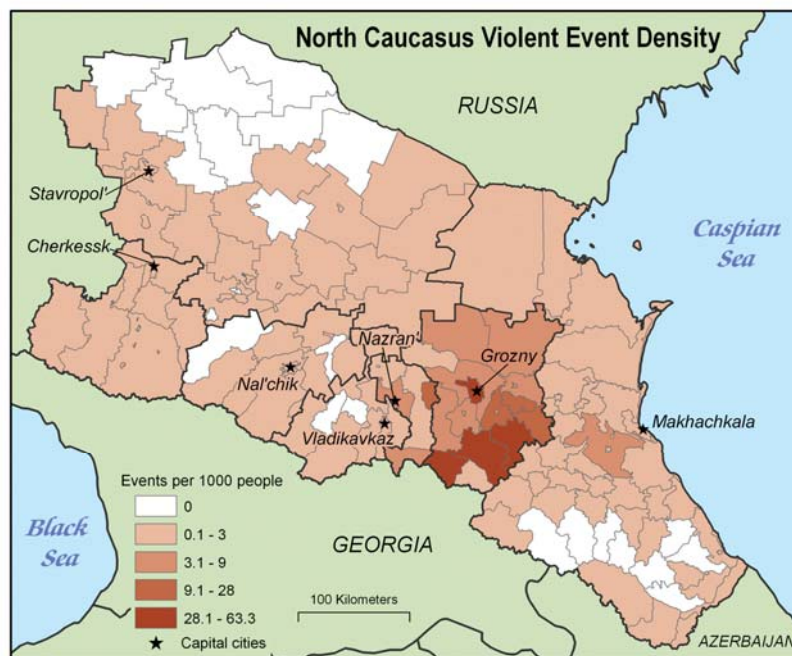 North Caucasus Violent Event Density
RUSSIA
Stavropol'
Cherkessk
Caspian
Sea
Nazran'
Grozny
Nal'chik
Makhachkala
Vladikavkaz
Events per 1000 people
0
0.1 - 3
3.1 - 9
9.1 - 28
28.1 - 63.3
Capital cities
Black
Sea
GEORGIA
100 Kilometers
AZERBAIJAN